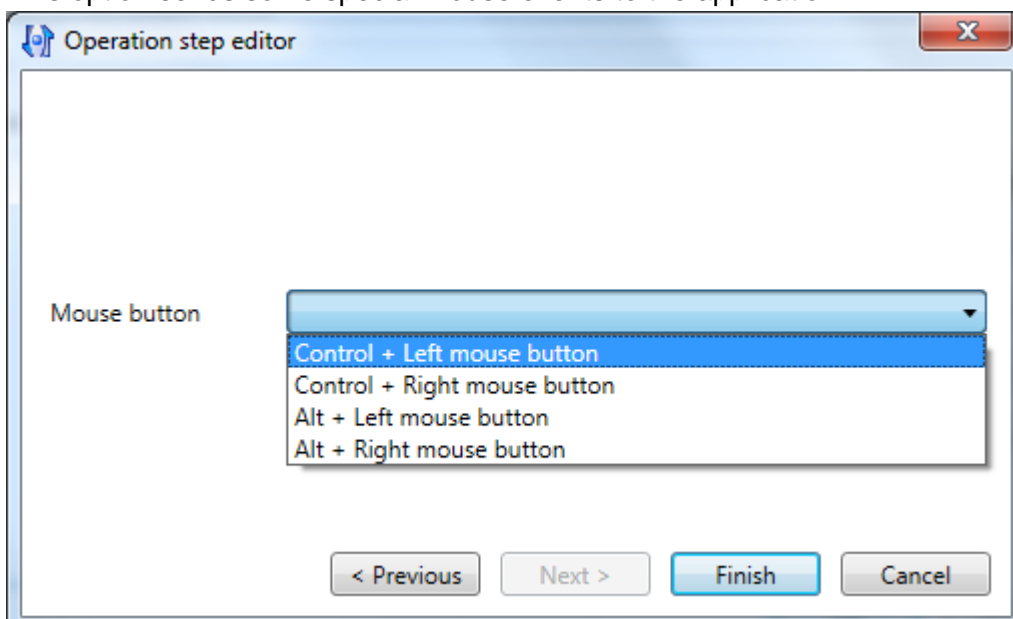 Operation step editor
Mouse button
Control + Left mouse button
Control + Right mouse button
Alt + Left mouse button
Alt + Right mouse button
< Previous Next > Finish Cancel